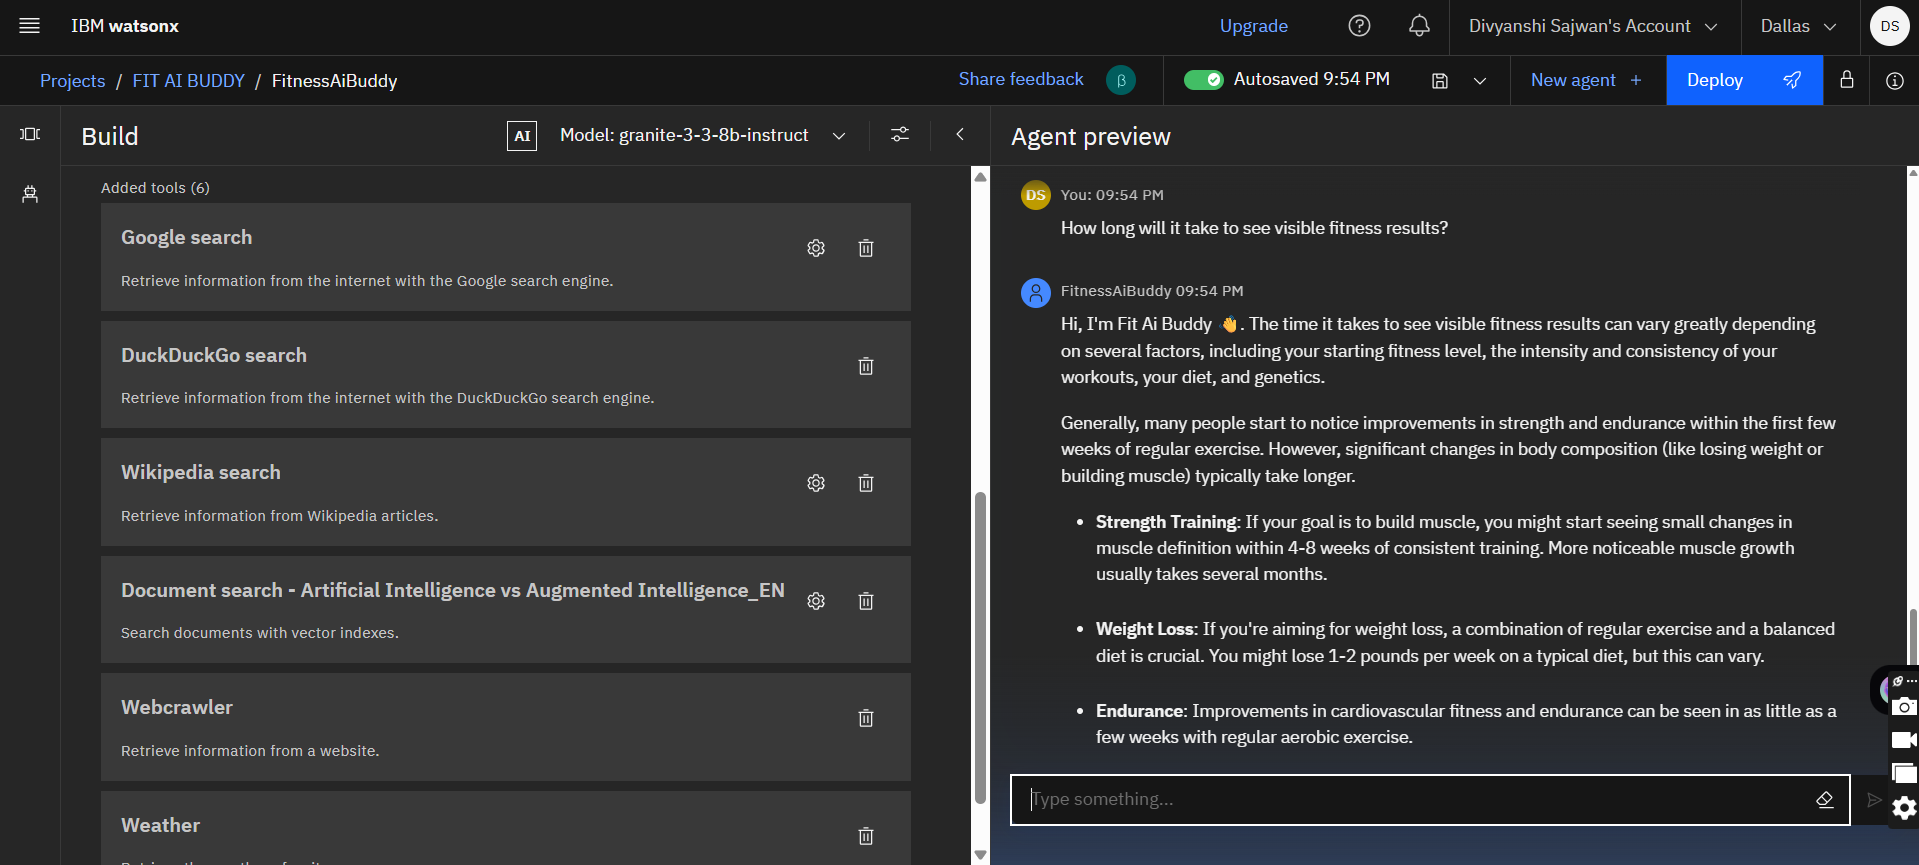 IBM watsonx
Upgrade
Divyanshi Sajwan's Account
Dallas
DS
Projects / FIT AI BUDDY / FitnessAiBuddy
Share feedback
β
Autosaved 9:54 PM
New agent +
Deploy
Build
AI
Model: granite-3-3-8b-instruct
Added tools (6)
Google search
Retrieve information from the internet with the Google search engine.
DuckDuckGo search
Retrieve information from the internet with the DuckDuckGo search engine.
Wikipedia search
Retrieve information from Wikipedia articles.
Document search - Artificial Intelligence vs Augmented Intelligence_EN
Search documents with vector indexes.
Webcrawler
Retrieve information from a website.
Weather
Agent preview
DS
You: 09:54 PM
How long will it take to see visible fitness results?
FitnessAiBuddy 09:54 PM
Hi, I'm Fit Ai Buddy 👋. The time it takes to see visible fitness results can vary greatly depending
on several factors, including your starting fitness level, the intensity and consistency of your
workouts, your diet, and genetics.
Generally, many people start to notice improvements in strength and endurance within the first few
weeks of regular exercise. However, significant changes in body composition (like losing weight or
building muscle) typically take longer.
• Strength Training: If your goal is to build muscle, you might start seeing small changes in
muscle definition within 4-8 weeks of consistent training. More noticeable muscle growth
usually takes several months.
• Weight Loss: If you're aiming for weight loss, a combination of regular exercise and a balanced
diet is crucial. You might lose 1-2 pounds per week on a typical diet, but this can vary.
• Endurance: Improvements in cardiovascular fitness and endurance can be seen in as little as a
few weeks with regular aerobic exercise.
Type something...